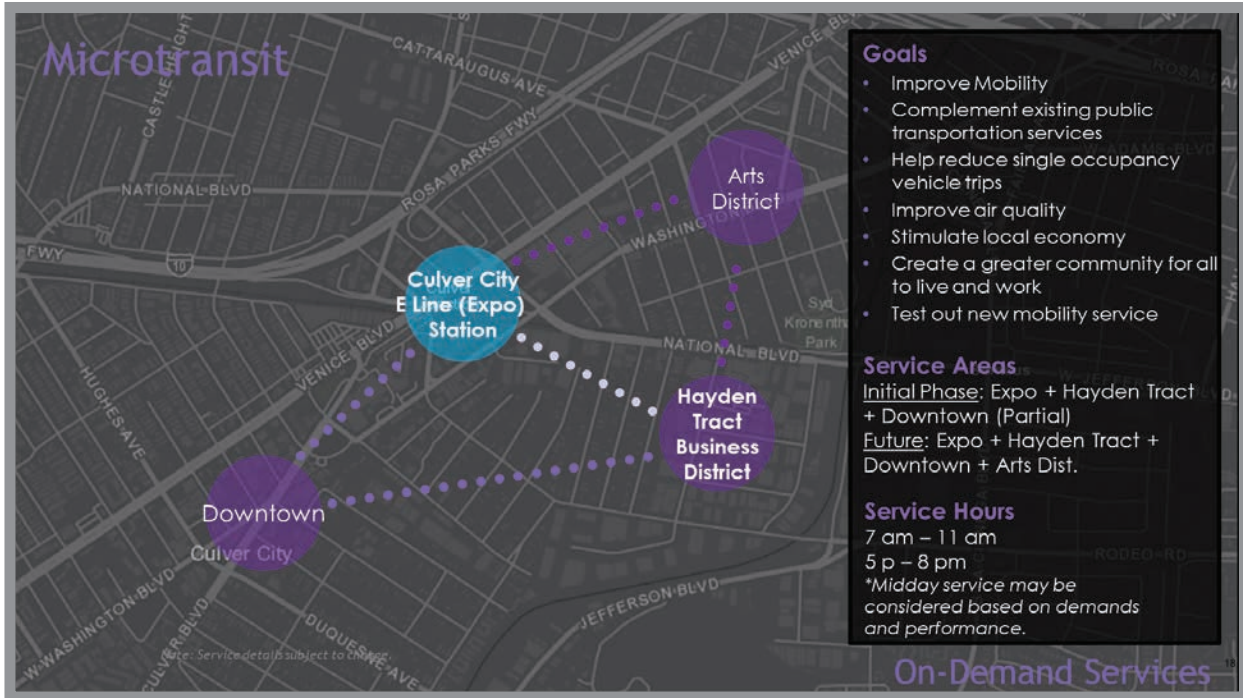 Microtransit
CATTARAUGUS AVE
VENICE BLVD
NATIONAL-BLVD
ROSA-PARKS-FWY
FWY
10
Arts
District
WASHINGTON
Culver City
E Line (Expo)
Station
Syd
Park
NATIONAL-BLVD
VENICE-BLVD
HUGHES-AVE
Hayden
Tract
Business
District
Downtown
Culver City
W-WASHINGTON-BLVD
DUQUESNE-AVE
JEFFERSON-BLVD
Note: Service details subject to change.
Goals
• Improve Mobility
• Complement existing public
transportation services
• Help reduce single occupancy
vehicle trips
• Improve air quality
• Stimulate local economy
• Create a greater community for all
to live and work
• Test out new mobility service
Service Areas
Initial Phase: Expo + Hayden Tract
+ Downtown (Partial)
Future: Expo + Hayden Tract +
Downtown + Arts Dist.
Service Hours
7 am – 11 am
5 p – 8 pm
*Midday service may be
considered based on demands
and performance.
RODEO-RD
On-Demand Services
18